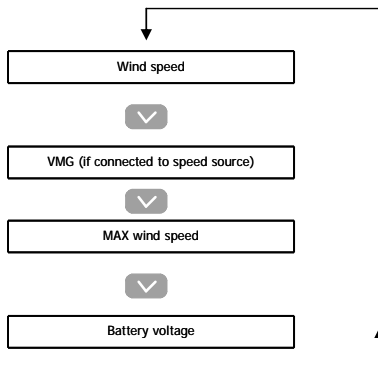 Wind speed
VMG (if connected to speed source)
MAX wind speed
Battery voltage